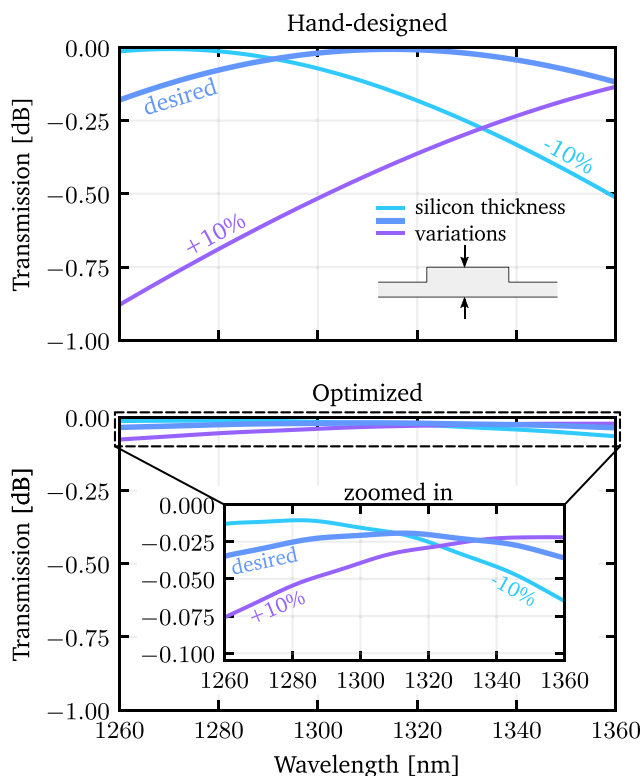 Hand-designed
Transmission [dB]
0.00
−0.25
−0.50
−0.75
−1.00
desired
-10%
+10%
silicon thickness
variations
Optimized
Transmission [dB]
0.00
−0.25
−0.50
−0.75
−1.00
zoomed in
0.000
−0.025
−0.050
−0.075
−0.100
desired
+10%
-10%
1260 1280 1300 1320 1340 1360
1260 1280 1300 1320 1340 1360
Wavelength [nm]